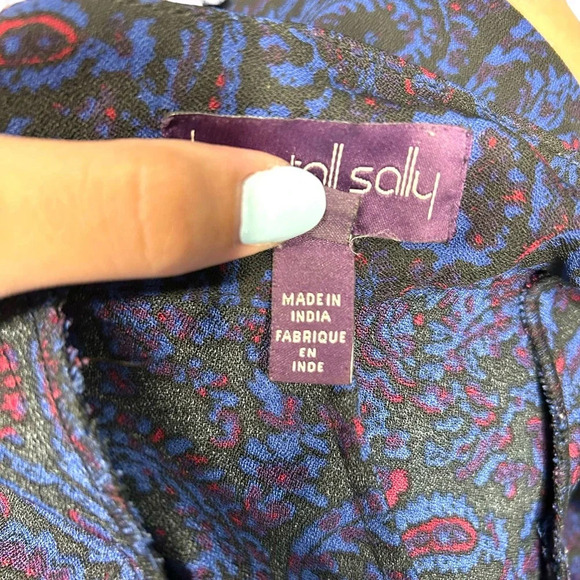 tall sally
MADE IN
INDIA
FABRIQUE
EN
INDE